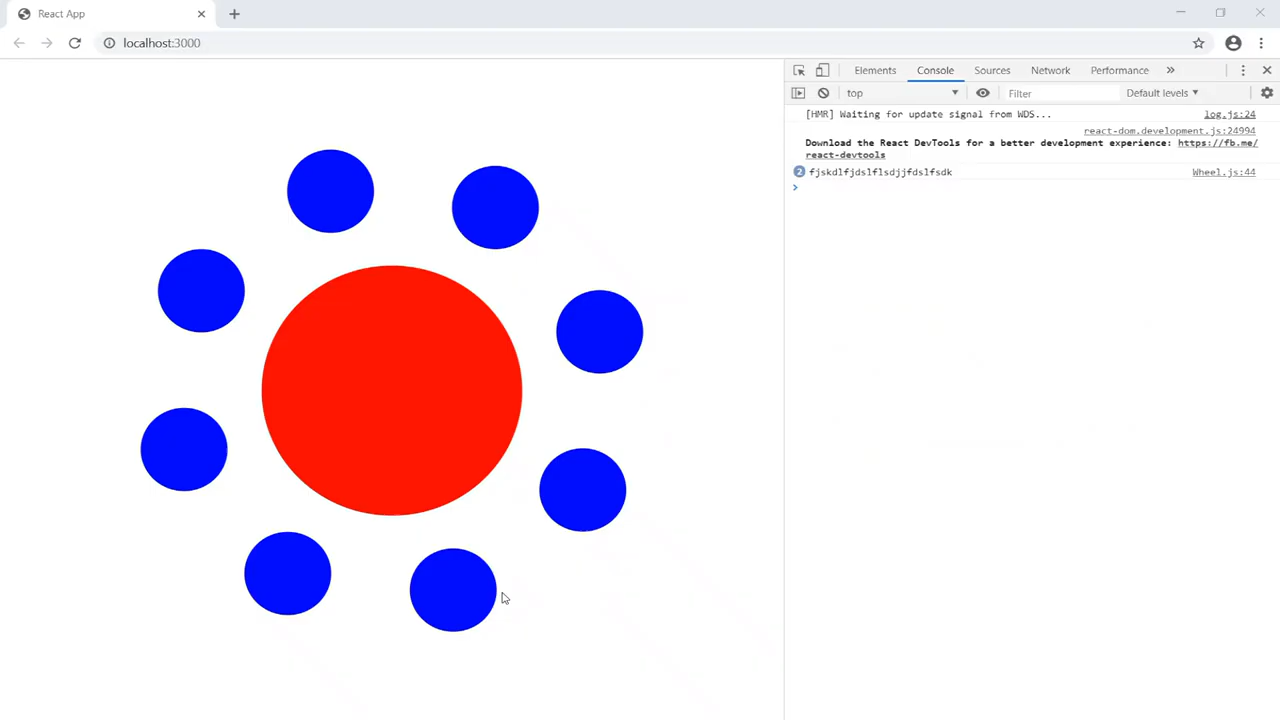 React App
localhost:3000
Elements Console Sources Network Performance
top Filter Default levels
[HMR] Waiting for update signal from WDS... log.js:24
react-dom.development.js:24994
Download the React DevTools for a better development experience: https://fb.me/
react-devtools
2 fjskdlfjdslflsdjjfdslfsdk Wheel.js:44